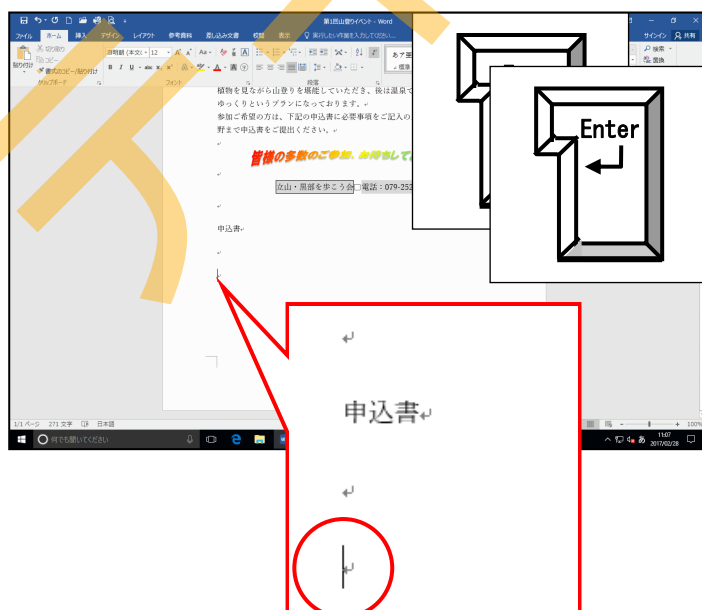 第1回山登りイベント - Word
ファイル ホーム 挿入 デザイン レイアウト 参考資料 差し込み文書 校閲 表示 実行したい作業を入力してください... サインイン 共有
貼り付け 切り取り コピー 書式のコピー/貼り付け
クリップボード フォント 段落
検索 置換
植物を見ながら山登りを堪能していただき、後は温泉で
ゆっくりというプランになっております。
参加ご希望の方は、下記の申込書に必要事項をご記入の
野まで申込書をご提出ください。
皆様の多数のご参加、お待ちして
立山・黒部を歩こう会 電話：079-252
申込書
Enter
申込書
1/1 ページ 271 文字 日本語 100%
何でも聞いてください
あ 11:07
2017/02/28